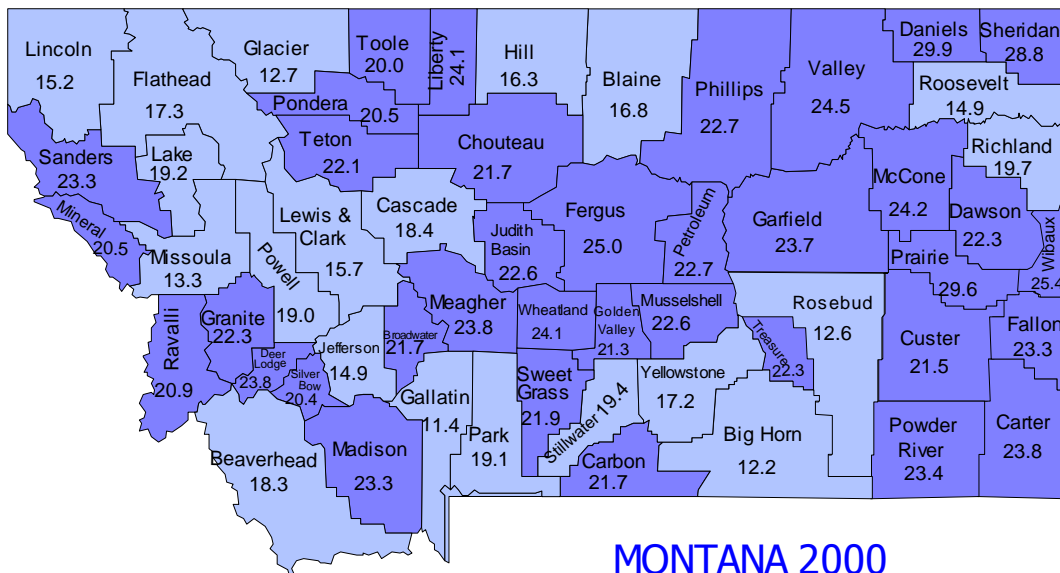 Lincoln
15.2
Flathead
17.3
Glacier
12.7
Toole
20.0
Liberty
24.1
Hill
16.3
Blaine
16.8
Phillips
22.7
Valley
24.5
Daniels
29.9
Sheridan
28.8
Roosevelt
14.9
Pondera
20.5
Teton
22.1
Chouteau
21.7
Sanders
23.3
Lake
19.2
Richland
19.7
McCone
24.2
Dawson
22.3
Wibaux
25.4
Mineral
20.5
Missoula
13.3
Powell
19.0
Lewis &
Clark
15.7
Cascade
18.4
Judith
Basin
22.6
Fergus
25.0
Petroleum
22.7
Garfield
23.7
Prairie
29.6
Ravalli
20.9
Granite
22.3
Deer
Lodge
23.8
Silver
Bow
20.4
Jefferson
14.9
Broadwater
21.7
Meagher
23.8
Wheatland
24.1
Golden
Valley
21.3
Musselshell
22.6
Rosebud
12.6
Treasure
22.3
Custer
21.5
Fallon
23.3
Beaverhead
18.3
Madison
23.3
Gallatin
11.4
Park
19.1
Sweet
Grass
21.9
Stillwater 19.4
Yellowstone
17.2
Carbon
21.7
Big Horn
12.2
Powder
River
23.4
Carter
23.8
MONTANA 2000